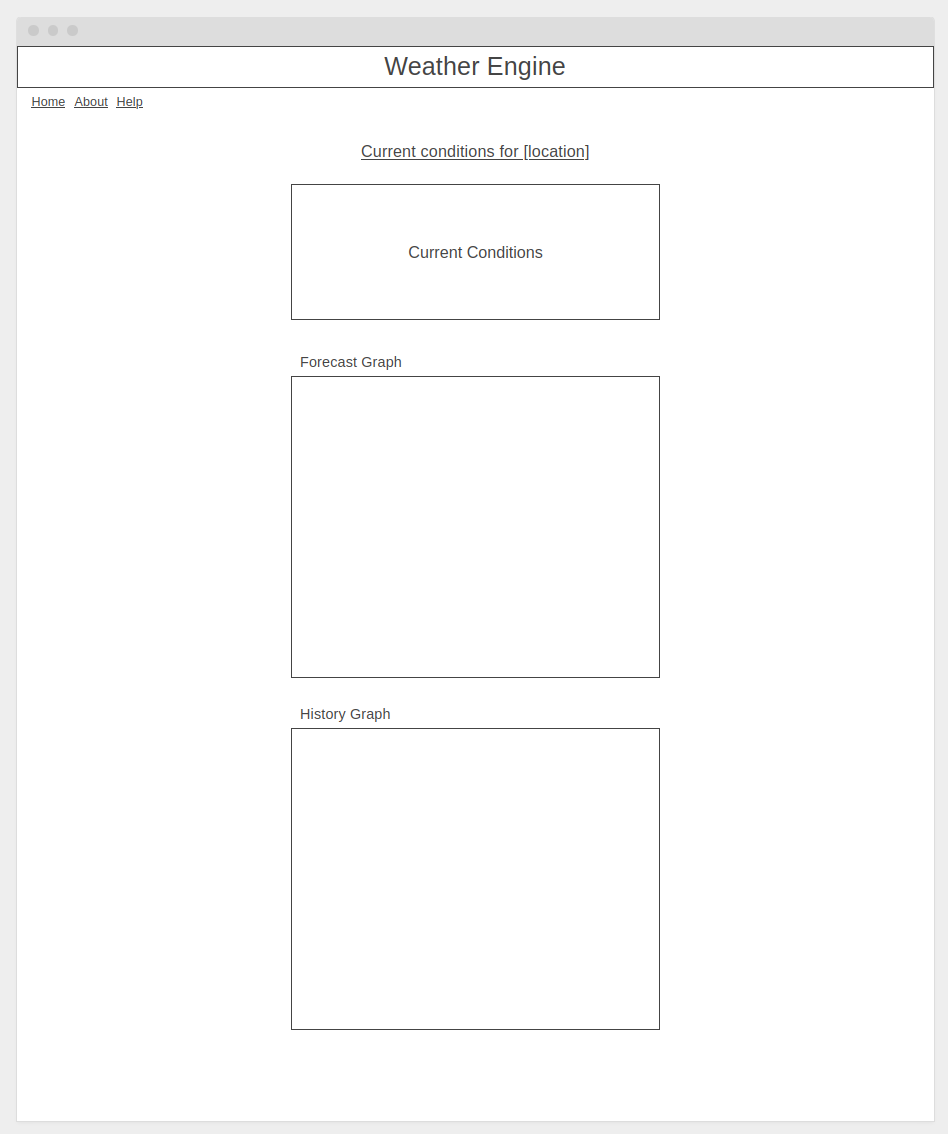 Weather Engine
Home About Help
Current conditions for [location]
Current Conditions
Forecast Graph
History Graph